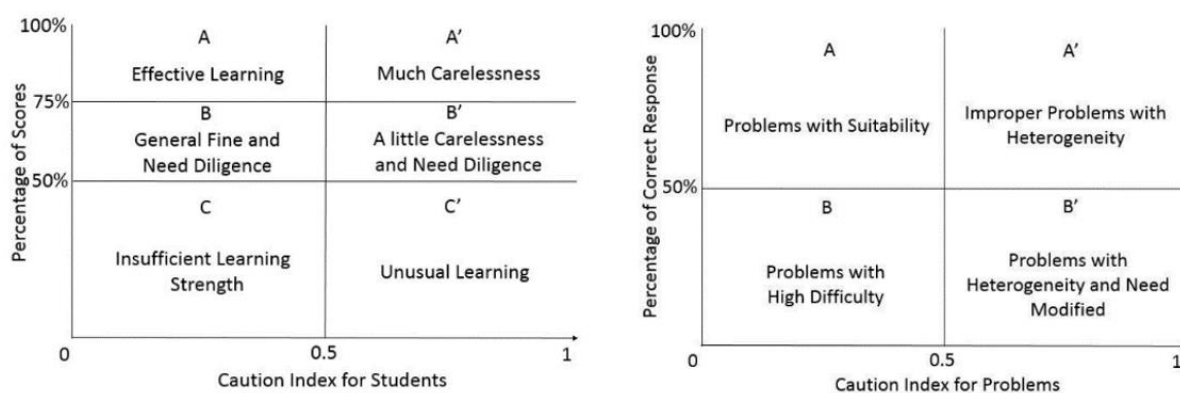 100%
A
A'
Effective Learning
Much Carelessness
75%
B
B'
General Fine and
Need Diligence
A little Carelessness
and Need Diligence
50%
C
C'
Insufficient Learning
Strength
Unusual Learning
0
0.5
1
Caution Index for Students
Percentage of Scores
100%
A
A'
Problems with Suitability
Improper Problems with
Heterogeneity
50%
B
B'
Problems with
High Difficulty
Problems with
Heterogeneity and Need
Modified
0
0.5
1
Caution Index for Problems
Percentage of Correct Response